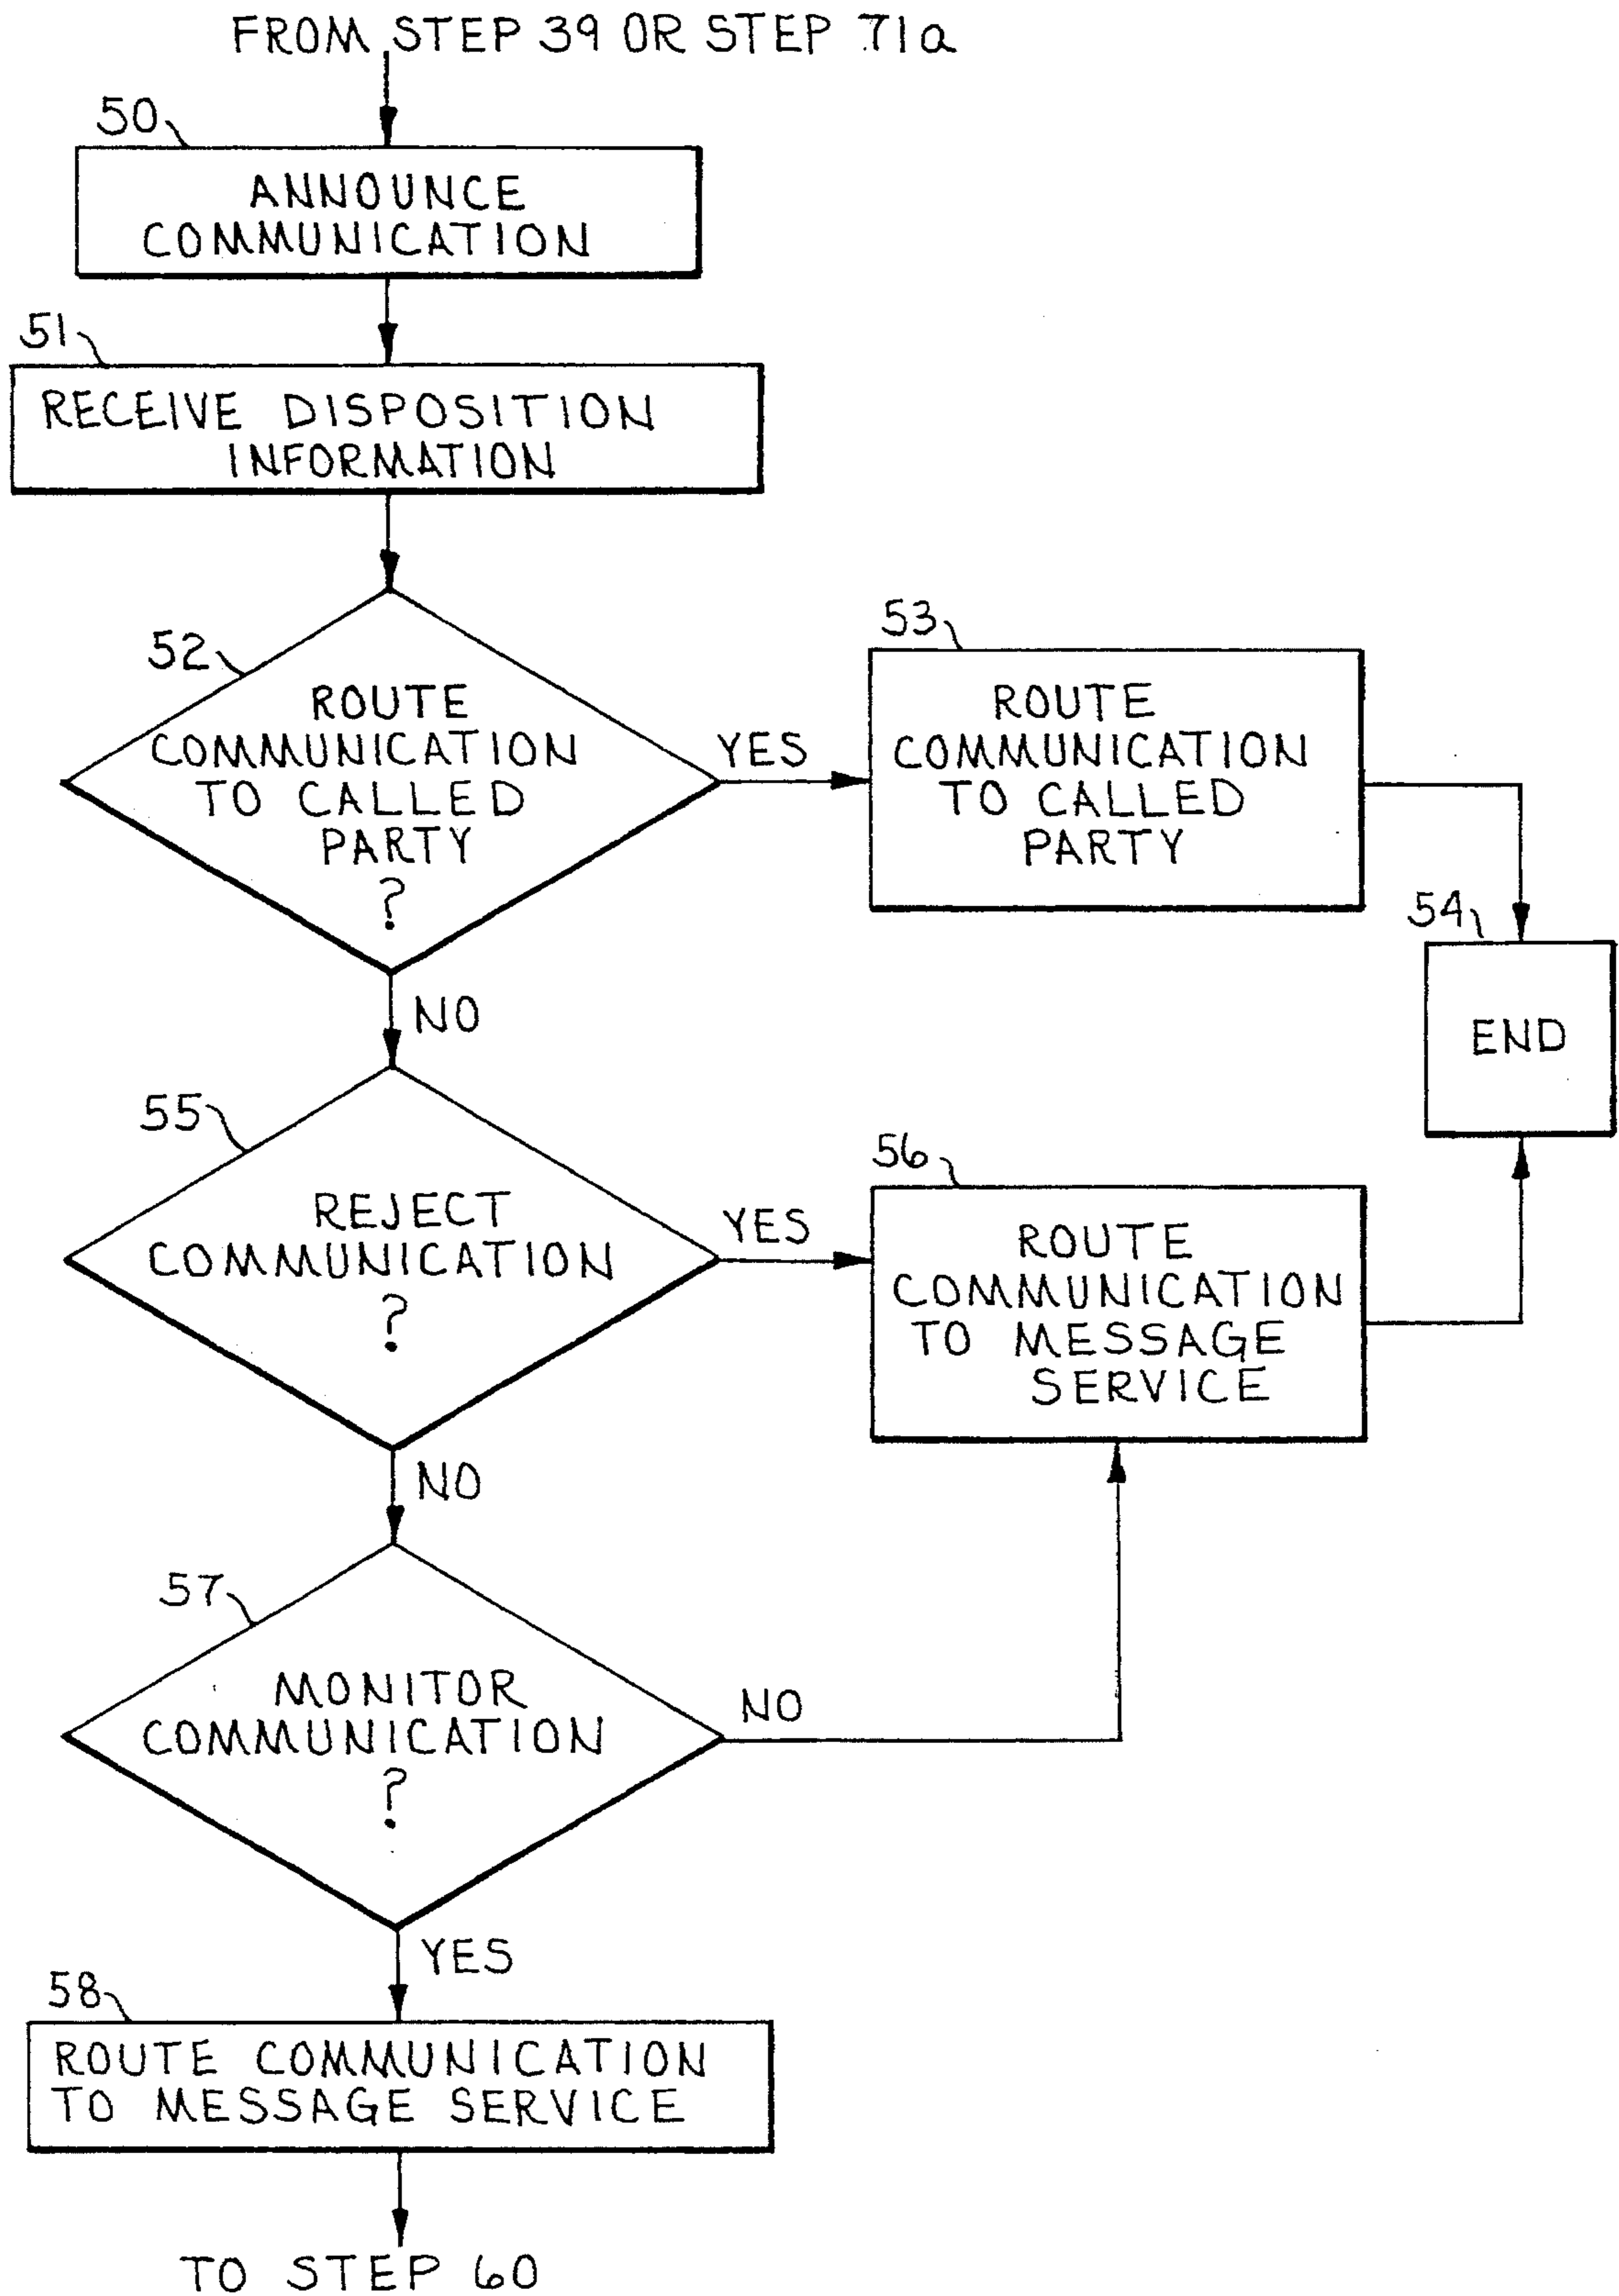 FROM STEP 39 OR STEP 71a
50
ANNOUNCE
COMMUNICATION
51
RECEIVE DISPOSITION
INFORMATION
52
ROUTE
COMMUNICATION
TO CALLED
PARTY
?
YES
53
ROUTE
COMMUNICATION
TO CALLED
PARTY
54
END
NO
55
REJECT
COMMUNICATION
?
YES
56
ROUTE
COMMUNICATION
TO MESSAGE
SERVICE
NO
57
MONITOR
COMMUNICATION
?
NO
YES
58
ROUTE COMMUNICATION
TO MESSAGE SERVICE
TO STEP 60